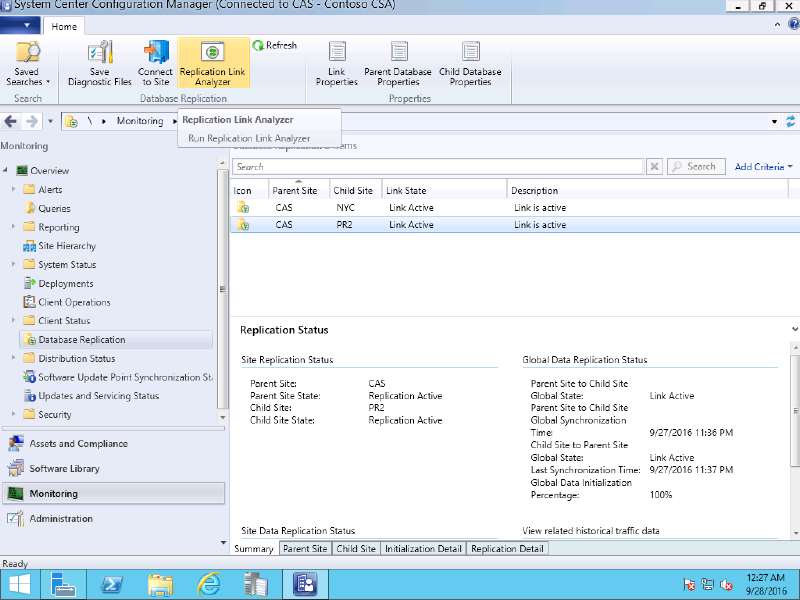 System Center Configuration Manager (Connected to CAS - Contoso CSA)
Home
Saved Searches
Save Diagnostic Files
Connect to Site
Replication Link Analyzer
Refresh
Link Properties
Parent Database Properties
Child Database Properties
Search
Database Replication
Properties
\ Monitoring
Replication Link Analyzer
Run Replication Link Analyzer
Monitoring
Items
Search
Search
Add Criteria
Overview
Alerts
Queries
Reporting
Site Hierarchy
System Status
Deployments
Client Operations
Client Status
Database Replication
Distribution Status
Software Update Point Synchronization St
Updates and Servicing Status
Security
Assets and Compliance
Software Library
Monitoring
Administration
Icon Parent Site Child Site Link State Description
CAS NYC Link Active Link is active
CAS PR2 Link Active Link is active
Replication Status
Site Replication Status
Parent Site: CAS
Parent Site State: Replication Active
Child Site: PR2
Child Site State: Replication Active
Global Data Replication Status
Parent Site to Child Site
Global State: Link Active
Parent Site to Child Site
Global Synchronization
Time: 9/27/2016 11:36 PM
Child Site to Parent Site
Global State: Link Active
Last Synchronization Time: 9/27/2016 11:37 PM
Global Data Initialization
Percentage: 100%
Site Data Replication Status
View related historical traffic data
Summary Parent Site Child Site Initialization Detail Replication Detail
Ready
12:27 AM
9/28/2016